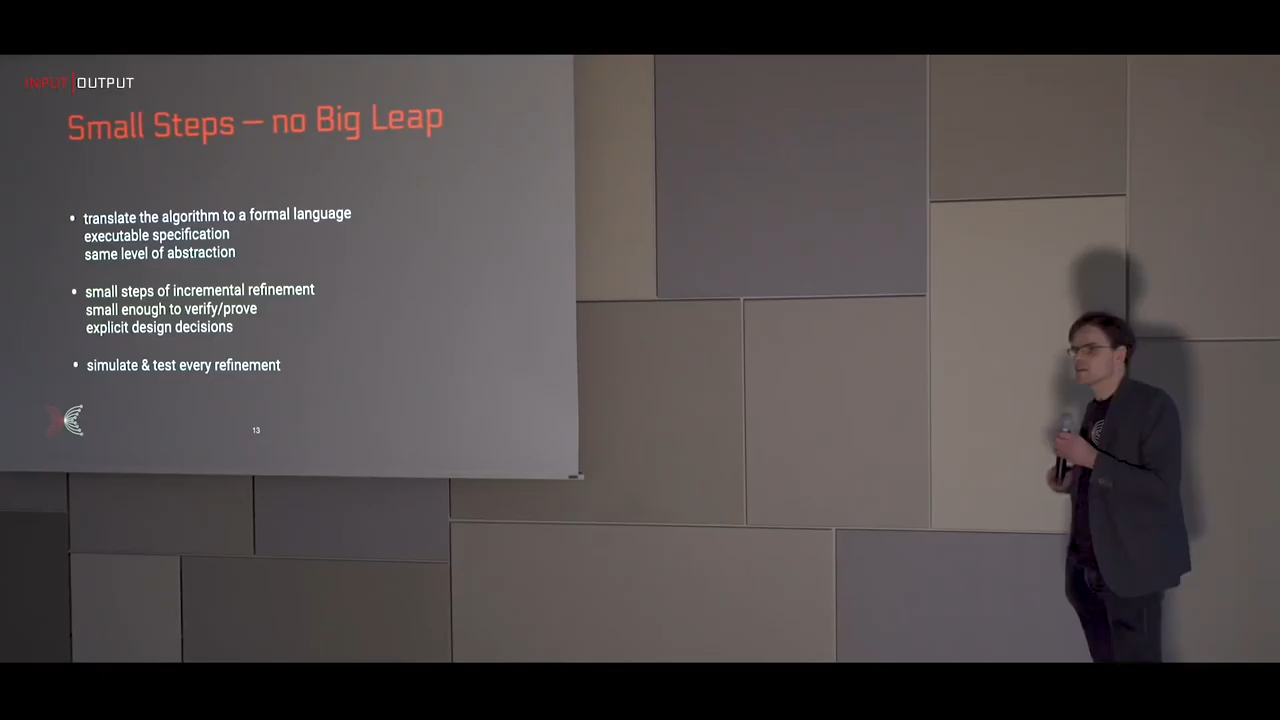 INPUT|OUTPUT
Small Steps — no Big Leap
• translate the algorithm to a formal language
executable specification
same level of abstraction
• small steps of incremental refinement
small enough to verify/prove
explicit design decisions
• simulate & test every refinement
13